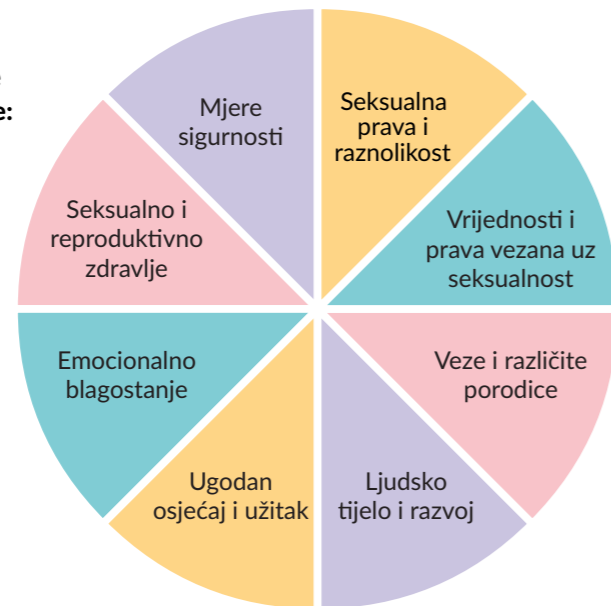 e:
Mjere
sigurnosti
Seksualna
prava i
raznolikost
Vrijednosti i
prava vezana uz
seksualnost
Veze i različite
porodice
Ljudsko
tijelo i razvoj
Ugodan
osjećaj i užitak
Emocionalno
blagostanje
Seksualno i
reproduktivno
zdravlje